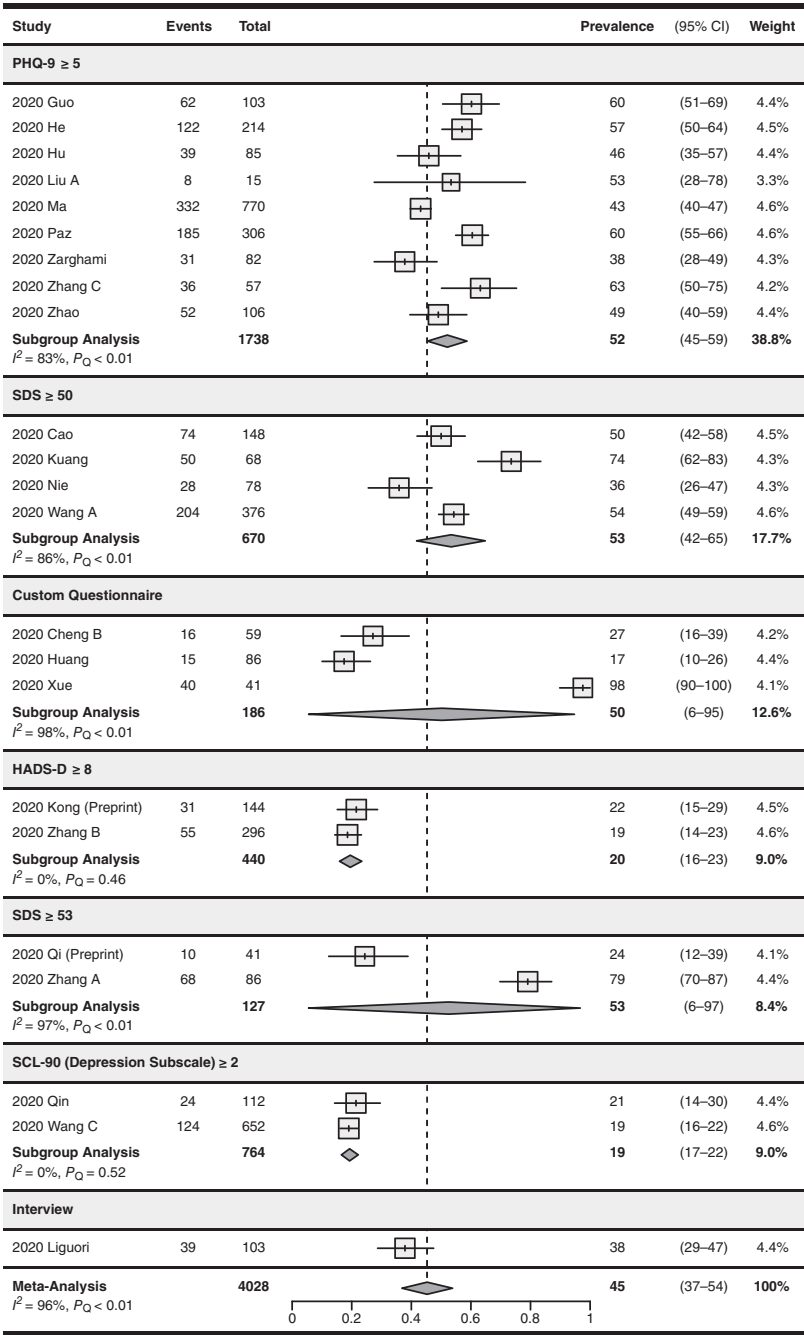 Study Events Total Prevalence (95% CI) Weight
PHQ-9 ≥ 5
2020 Guo 62 103 60 (51–69) 4.4%
2020 He 122 214 57 (50–64) 4.5%
2020 Hu 39 85 46 (35–57) 4.4%
2020 Liu A 8 15 53 (28–78) 3.3%
2020 Ma 332 770 43 (40–47) 4.6%
2020 Paz 185 306 60 (55–66) 4.6%
2020 Zarghami 31 82 38 (28–49) 4.3%
2020 Zhang C 36 57 63 (50–75) 4.2%
2020 Zhao 52 106 49 (40–59) 4.4%
Subgroup Analysis 1738 52 (45–59) 38.8%
I² = 83%, PQ < 0.01
SDS ≥ 50
2020 Cao 74 148 50 (42–58) 4.5%
2020 Kuang 50 68 74 (62–83) 4.3%
2020 Nie 28 78 36 (26–47) 4.3%
2020 Wang A 204 376 54 (49–59) 4.6%
Subgroup Analysis 670 53 (42–65) 17.7%
I² = 86%, PQ < 0.01
Custom Questionnaire
2020 Cheng B 16 59 27 (16–39) 4.2%
2020 Huang 15 86 17 (10–26) 4.4%
2020 Xue 40 41 98 (90–100) 4.1%
Subgroup Analysis 186 50 (6–95) 12.6%
I² = 98%, PQ < 0.01
HADS-D ≥ 8
2020 Kong (Preprint) 31 144 22 (15–29) 4.5%
2020 Zhang B 55 296 19 (14–23) 4.6%
Subgroup Analysis 440 20 (16–23) 9.0%
I² = 0%, PQ = 0.46
SDS ≥ 53
2020 Qi (Preprint) 10 41 24 (12–39) 4.1%
2020 Zhang A 68 86 79 (70–87) 4.4%
Subgroup Analysis 127 53 (6–97) 8.4%
I² = 97%, PQ < 0.01
SCL-90 (Depression Subscale) ≥ 2
2020 Qin 24 112 21 (14–30) 4.4%
2020 Wang C 124 652 19 (16–22) 4.6%
Subgroup Analysis 764 19 (17–22) 9.0%
I² = 0%, PQ = 0.52
Interview
2020 Liguori 39 103 38 (29–47) 4.4%
Meta-Analysis 4028 45 (37–54) 100%
I² = 96%, PQ < 0.01
0 0.2 0.4 0.6 0.8 1